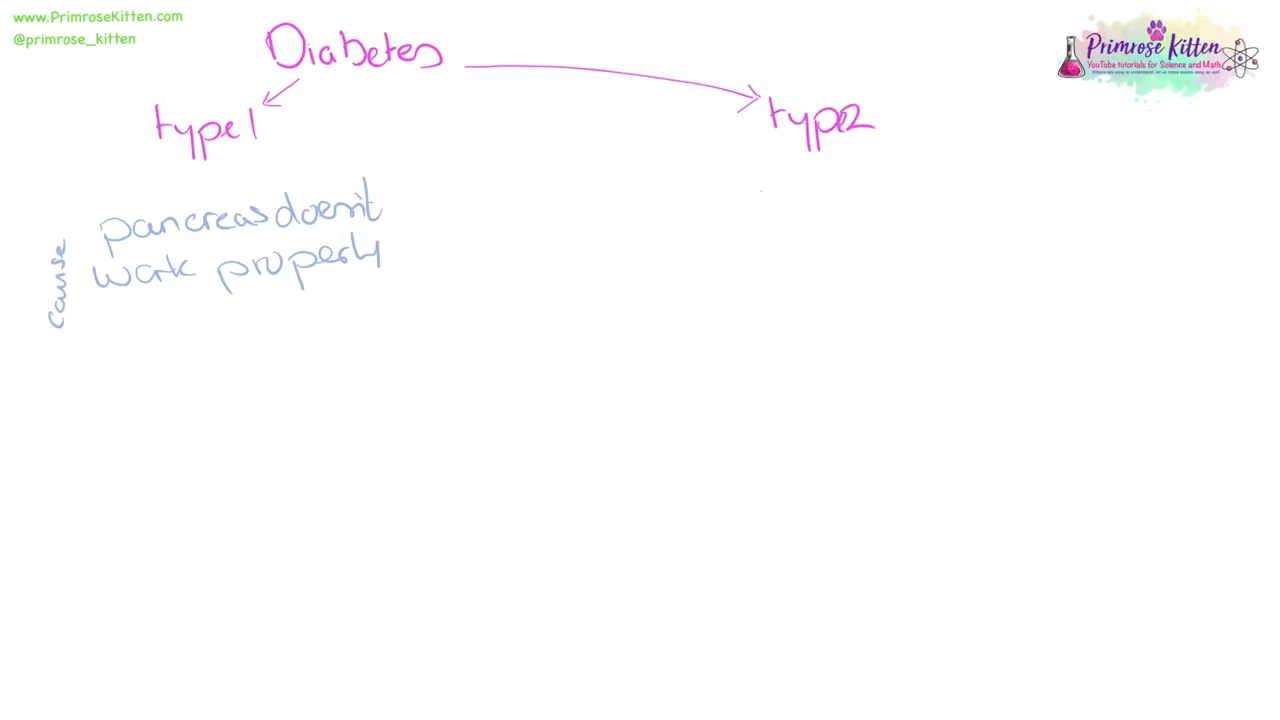 www.PrimroseKitten.com
@primrose_kitten
Primrose Kitten
YouTube tutorials for Science and Math
Diabetes
type 1
type 2
pancreas doesn't
work properly
cause